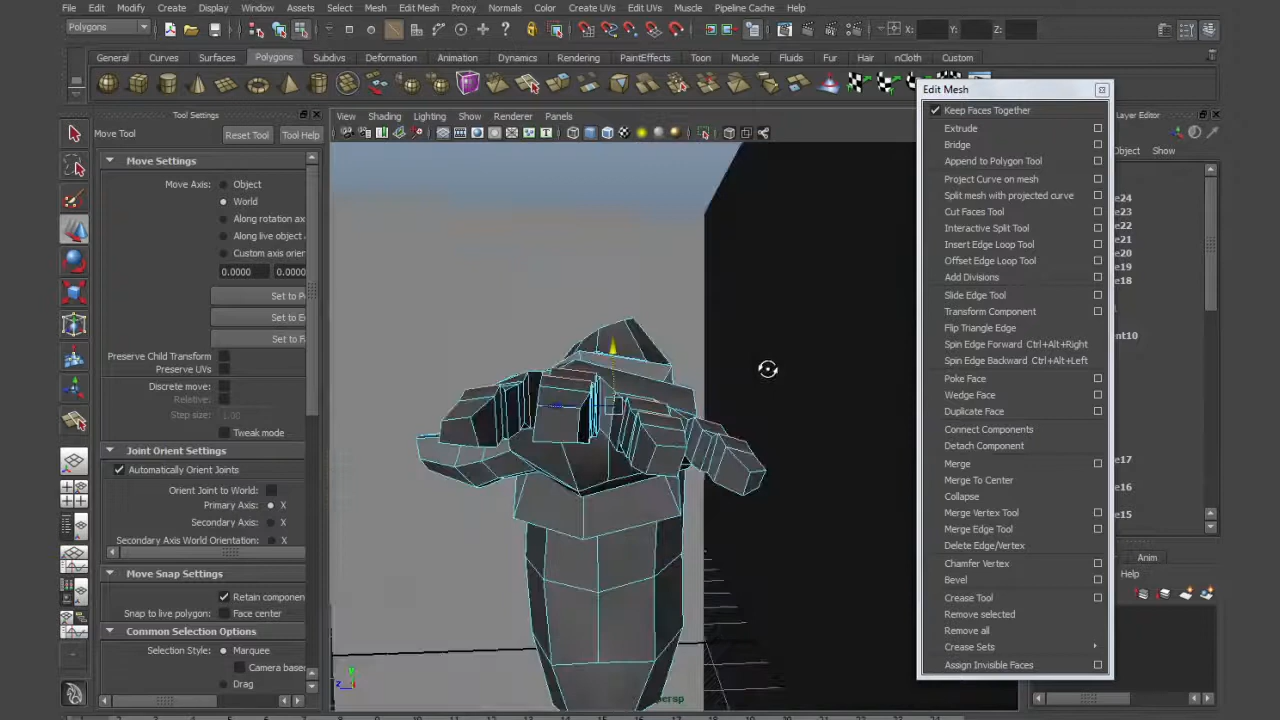 File Edit Modify Create Display Window Assets Select Mesh Edit Mesh Proxy Normals Color Create UVs Edit UVs Muscle Pipeline Cache Help
Polygons
X:
Y:
Z:
General Curves Surfaces Polygons Subdivs Deformation Animation Dynamics Rendering PaintEffects Toon Muscle Fluids Fur Hair nCloth Custom
Tool Settings
Move Tool
Reset Tool
Tool Help
Move Settings
Move Axis:
Object
World
Along rotation ax
Along live object
Custom axis orien
0.0000
0.0000
Set to P
Set to E
Set to F
Preserve Child Transform
Preserve UVs
Discrete move:
Relative:
Step size:
1.00
Tweak mode
Joint Orient Settings
Automatically Orient Joints
Orient Joint to World:
Primary Axis:
X
Secondary Axis:
X
Secondary Axis World Orientation:
X
Move Snap Settings
Retain componen
Snap to live polygon:
Face center
Common Selection Options
Selection Style:
Marquee
Camera base
Drag
View Shading Lighting Show Renderer Panels
y
z
persp
Edit Mesh
Keep Faces Together
Extrude
Bridge
Append to Polygon Tool
Project Curve on mesh
Split mesh with projected curve
Cut Faces Tool
Interactive Split Tool
Insert Edge Loop Tool
Offset Edge Loop Tool
Add Divisions
Slide Edge Tool
Transform Component
Flip Triangle Edge
Spin Edge Forward Ctrl+Alt+Right
Spin Edge Backward Ctrl+Alt+Left
Poke Face
Wedge Face
Duplicate Face
Connect Components
Detach Component
Merge
Merge To Center
Collapse
Merge Vertex Tool
Merge Edge Tool
Delete Edge/Vertex
Chamfer Vertex
Bevel
Crease Tool
Remove selected
Remove all
Crease Sets
Assign Invisible Faces
Layer Editor
Object
Show
e24
e23
e22
e21
e20
e19
e18
int10
e17
e16
e15
Anim
Help